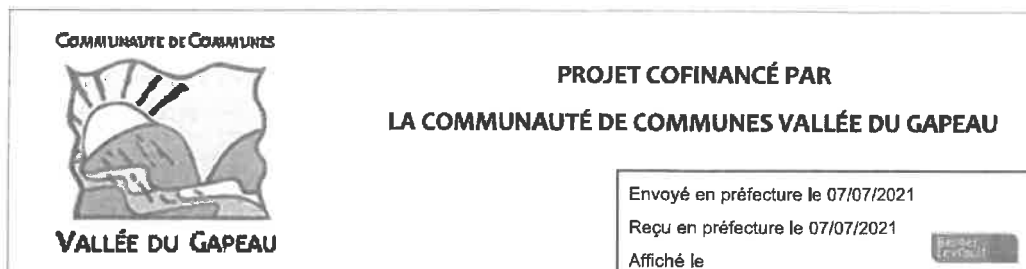 COMMUNAUTE DE COMMUNES
VALLÉE DU GAPEAU
PROJET COFINANCÉ PAR
LA COMMUNAUTÉ DE COMMUNES VALLÉE DU GAPEAU
Envoyé en préfecture le 07/07/2021
Reçu en préfecture le 07/07/2021
Affiché le